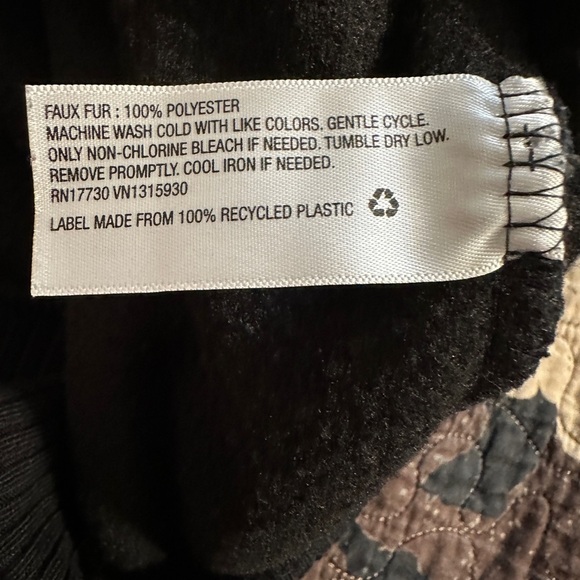 FAUX FUR : 100% POLYESTER
MACHINE WASH COLD WITH LIKE COLORS. GENTLE CYCLE.
ONLY NON-CHLORINE BLEACH IF NEEDED. TUMBLE DRY LOW.
REMOVE PROMPTLY. COOL IRON IF NEEDED.
RN17730 VN1315930
LABEL MADE FROM 100% RECYCLED PLASTIC